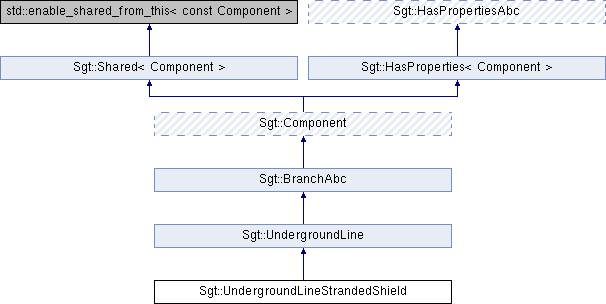 std::enable_shared_from_this< const Component >
Sgt::HasPropertiesAbc
Sgt::Shared< Component >
Sgt::HasProperties< Component >
Sgt::Component
Sgt::BranchAbc
Sgt::UndergroundLine
Sgt::UndergroundLineStrandedShield